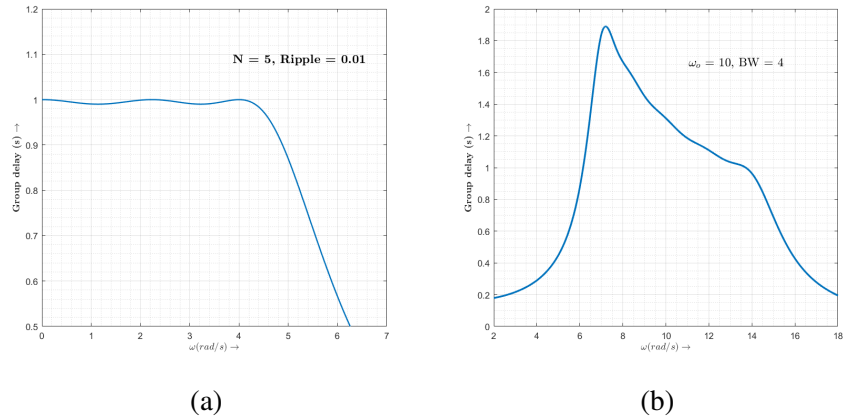 1.2
1.1
1
0.9
0.8
0.7
0.6
0.5
0 1 2 3 4 5 6 7
Group delay (s) →
ω(rad/s) →
N = 5, Ripple = 0.01
(a)
2
1.8
1.6
1.4
1.2
1
0.8
0.6
0.4
0.2
0
2 4 6 8 10 12 14 16 18
Group delay (s) →
ω(rad/s) →
ωₒ = 10, BW = 4
(b)